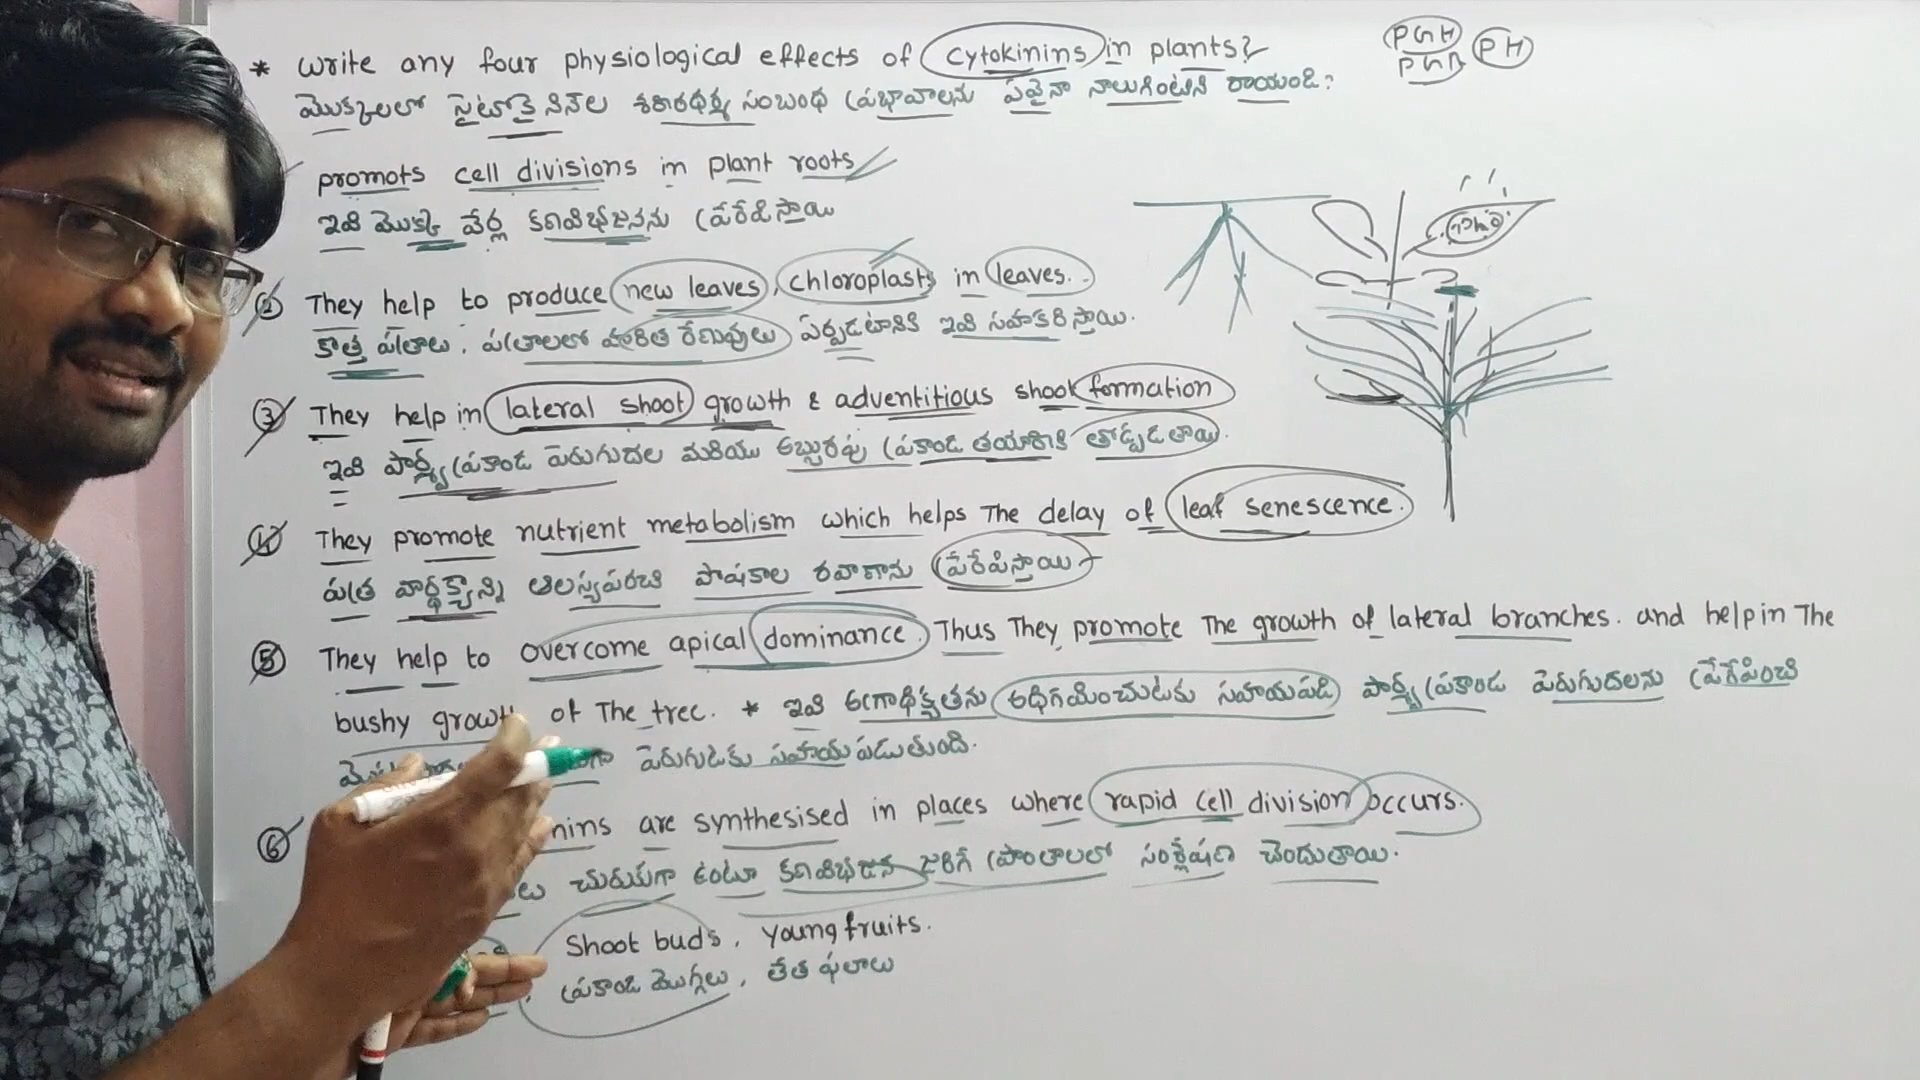 * Write any four physiological effects of cytokinins in plants?
PGH
PGR
PH
మొక్కలలో సైటోకైనినేల శరీరధర్మ సంబంధ ప్రభావాలను ఏవైనా నాలుగింటిని రాయండి?
promots cell divisions in plant roots
ఇవి మొక్క వేర్ల కణవిభజనను ప్రేరేపిస్తాయి
② They help to produce new leaves, chloroplasts in leaves.
కొత్త పత్రాలు, పత్రాలలో హరిత రేణువులు ఏర్పడటానికి ఇవి సహకరిస్తాయి.
③ They help in lateral shoot growth & adventitious shoot formation
ఇవి పార్శ్వ ప్రకాండ పెరుగుదల మరియు అబ్బురపు ప్రకాండ తయారీకి తోడ్పడతాయి.
④ They promote nutrient metabolism which helps The delay of leaf senescence.
పత్ర వార్థక్యాన్ని ఆలస్యపరచి పోషకాల రవాణాను ప్రేరేపిస్తాయి
⑤ They help to overcome apical dominance. Thus They promote The growth of lateral branches. and help in The
bushy growth of The tree. * ఇవి అగ్రాధిక్యతను అధిగమించుటకు సహాయపడి పార్శ్వ ప్రకాండ పెరుగుదలను ప్రేరేపించి
పెరుగుటకు సహాయపడుతుంది.
⑥ nins are synthesised in places where rapid cell division occurs.
లు చురుకుగా ఉంటూ కణవిభజన జరిగే ప్రాంతాలలో సంశ్లేషణ చెందుతాయి.
Shoot buds, young fruits.
ప్రకాండ మొగ్గలు, లేత ఫలాలు